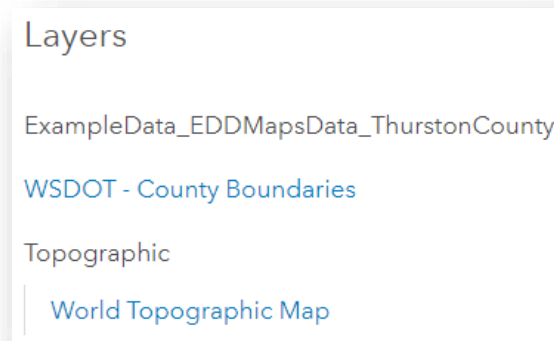 Layers
ExampleData_EDDMapsData_ThurstonCounty
WSDOT - County Boundaries
Topographic
World Topographic Map